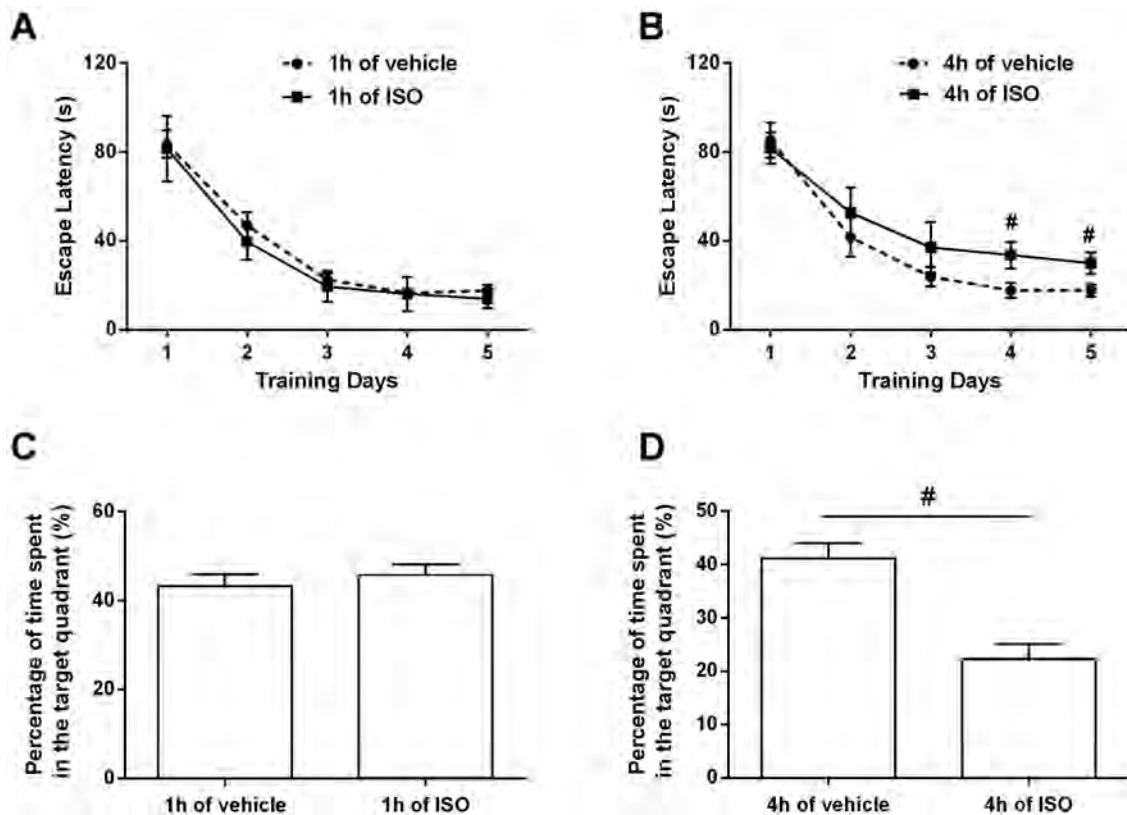 A
120
80
40
0
Escape Latency (s)
1h of vehicle
1h of ISO
1 2 3 4 5
Training Days
B
120
80
40
0
Escape Latency (s)
4h of vehicle
4h of ISO
#
#
1 2 3 4 5
Training Days
C
60
40
20
0
Percentage of time spent
in the target quadrant (%)
1h of vehicle 1h of ISO
D
50
40
30
20
10
0
Percentage of time spent
in the target quadrant (%)
#
4h of vehicle 4h of ISO